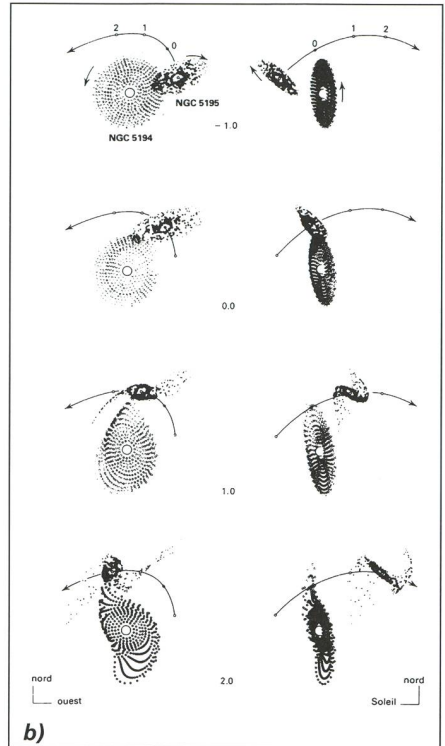 2 1 0
0 1 2
NGC 5195
NGC 5194
- 1.0
0.0
1.0
2.0
nord
ouest
nord
Soleil
b)